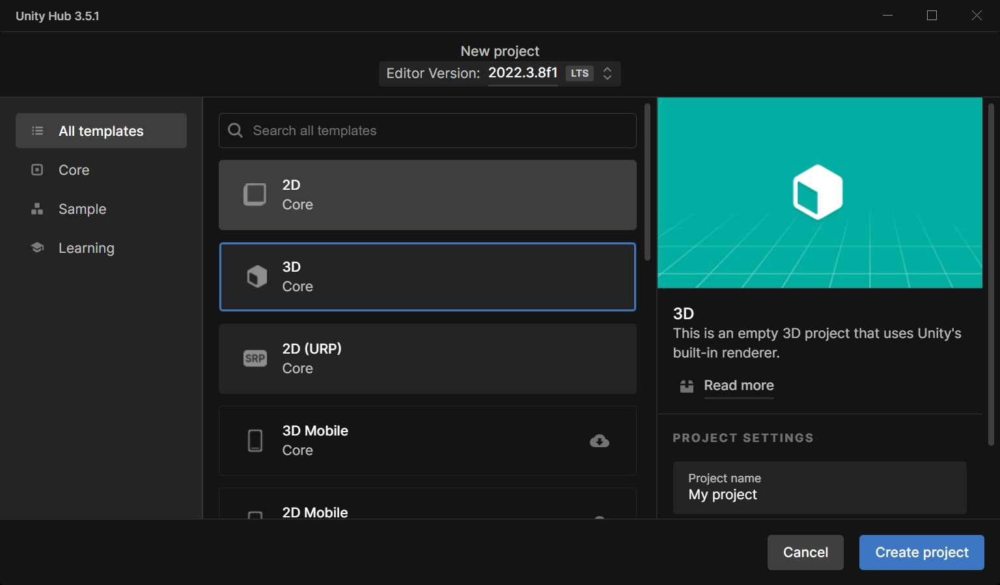 Unity Hub 3.5.1
New project
Editor Version: 2022.3.8f1 LTS
All templates
Core
Sample
Learning
Search all templates
2D
Core
3D
Core
SRP
2D (URP)
Core
3D Mobile
Core
2D Mobile
3D
This is an empty 3D project that uses Unity's
built-in renderer.
Read more
PROJECT SETTINGS
Project name
My project
Cancel
Create project